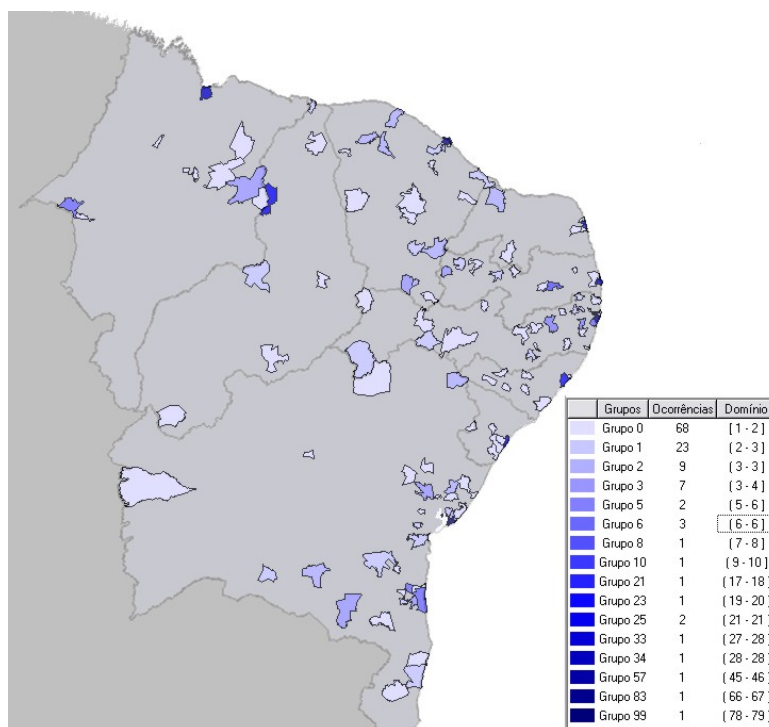 Grupos Ocorrências Domínio
Grupo 0 68 [ 1 - 2 ]
Grupo 1 23 ( 2 - 3 ]
Grupo 2 9 ( 3 - 3 ]
Grupo 3 7 ( 3 - 4 ]
Grupo 5 2 ( 5 - 6 ]
Grupo 6 3 ( 6 - 6 ]
Grupo 8 1 ( 7 - 8 ]
Grupo 10 1 ( 9 - 10 ]
Grupo 21 1 ( 17 - 18 ]
Grupo 23 1 ( 19 - 20 ]
Grupo 25 2 ( 21 - 21 ]
Grupo 33 1 ( 27 - 28 ]
Grupo 34 1 ( 28 - 28 ]
Grupo 57 1 ( 45 - 46 ]
Grupo 83 1 ( 66 - 67 ]
Grupo 99 1 ( 78 - 79 ]